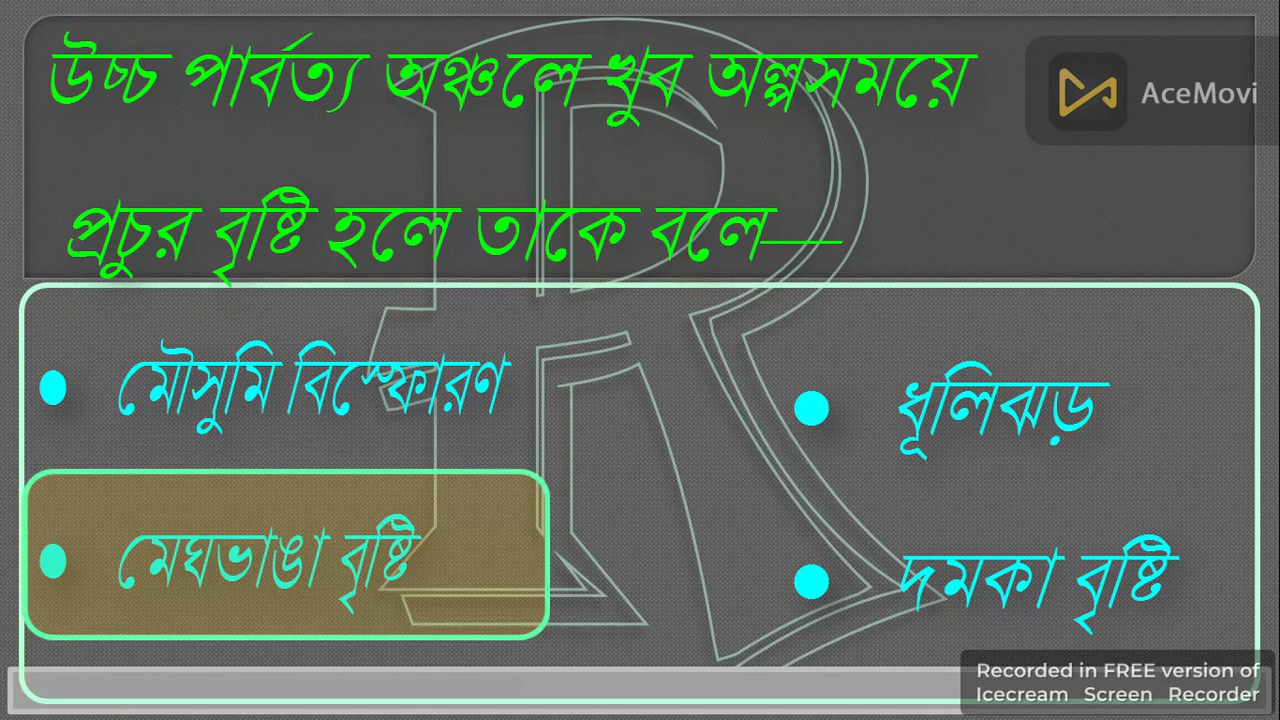 উচ্চ পার্বত্য অঞ্চলে খুব অল্পসময়ে
প্রচুর বৃষ্টি হলে তাকে বলে—
• মৌসুমি বিস্ফোরণ
• ধূলিঝড়
• মেঘভাঙা বৃষ্টি
• দমকা বৃষ্টি
AceMovi
Recorded in FREE version of
Icecream Screen Recorder